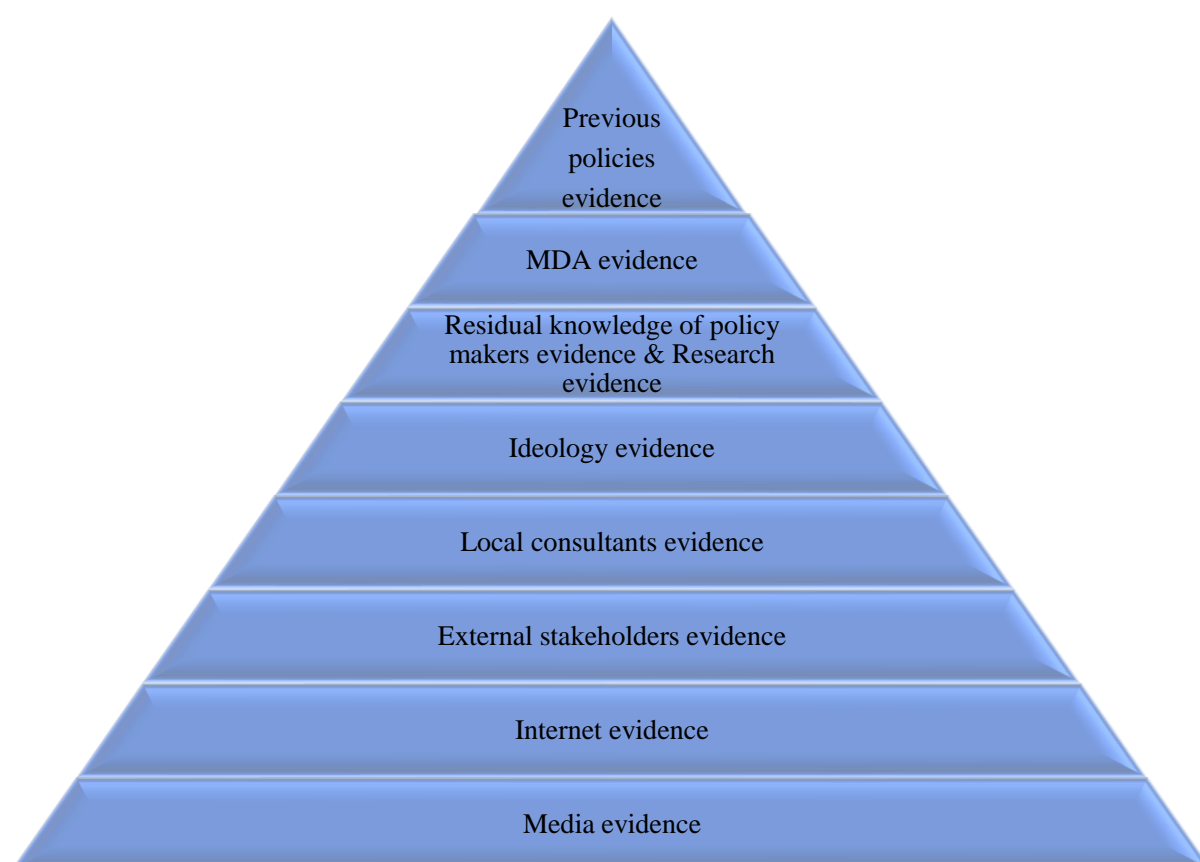 Previous
policies
evidence
MDA evidence
Residual knowledge of policy
makers evidence & Research
evidence
Ideology evidence
Local consultants evidence
External stakeholders evidence
Internet evidence
Media evidence